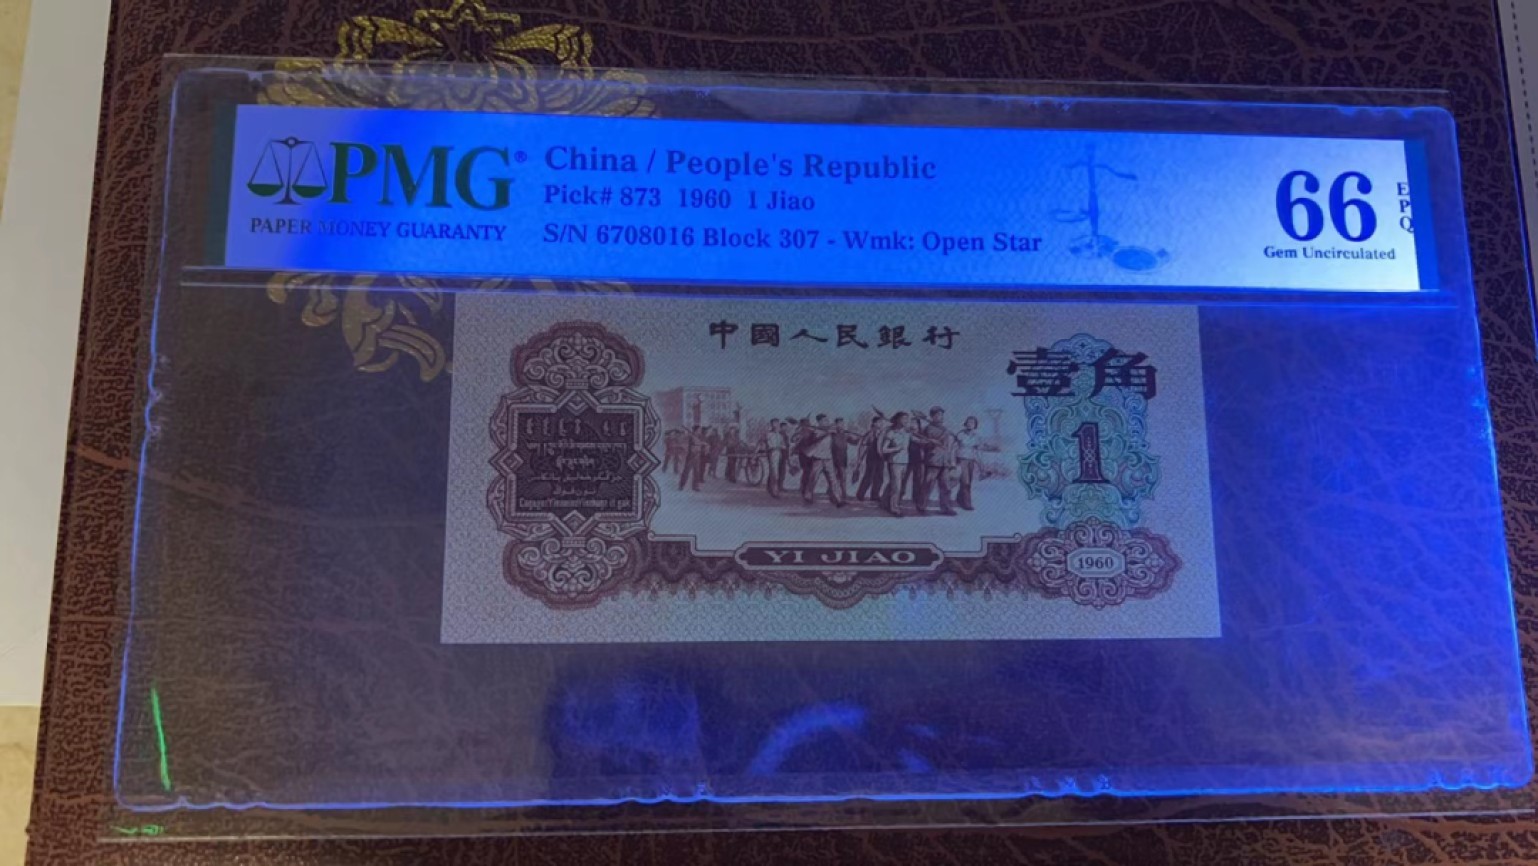 PMG®
PAPER MONEY GUARANTY
China / People's Republic
Pick# 873 1960 1 Jiao
S/N 6708016 Block 307 - Wmk: Open Star
66
EPQ
Gem Uncirculated
中國人民銀行
壹角
1
YI JIAO
1960